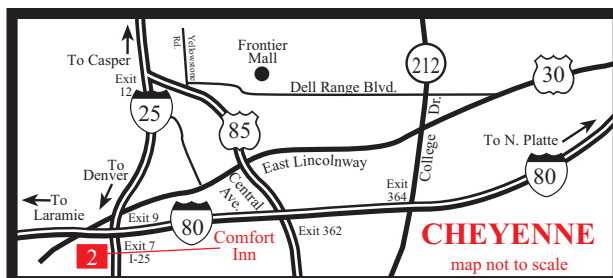 To Casper
Exit
12
Yellowstone
Rd.
Frontier
Mall
Dell Range Blvd.
212
30
25
85
College Dr.
To N. Platte
To
Denver
East Lincolnway
Central
Ave.
Exit
364
80
To
Laramie
Exit 9
80
Exit 362
Exit 7
I-25
2
Comfort
Inn
CHEYENNE
map not to scale